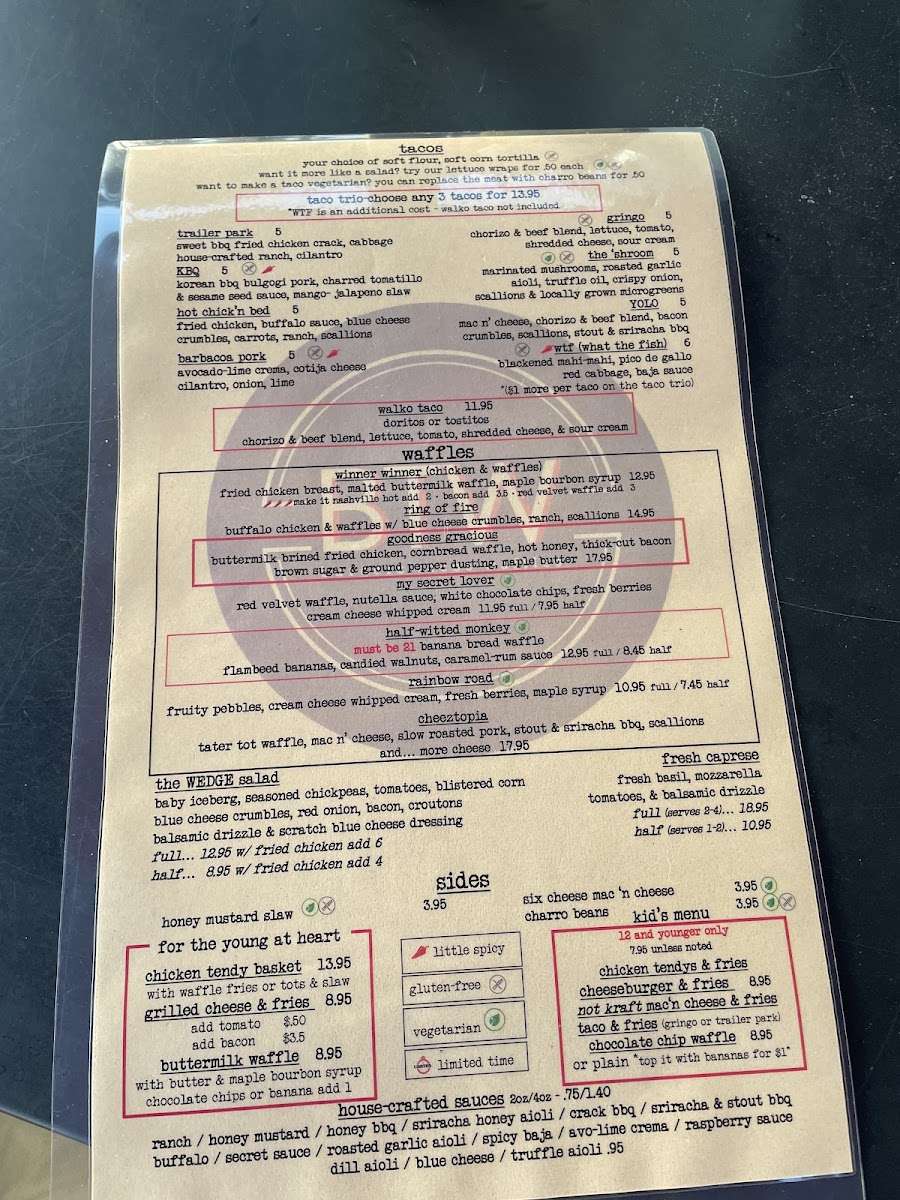 tacos
your choice of soft flour, soft corn tortilla
want it more like a salad? try our lettuce wraps for .50 each
want to make a taco vegetarian? you can replace the meat with charro beans for .50
taco trio-choose any 3 tacos for 13.95
*WTF is an additional cost - walko taco not included
trailer park 5
sweet bbq fried chicken crack, cabbage
house-crafted ranch, cilantro
KBQ 5
korean bbq bulgogi pork, charred tomatillo
& sesame seed sauce, mango-jalapeno slaw
hot chick'n bed 5
fried chicken, buffalo sauce, blue cheese
crumbles, carrots, ranch, scallions
barbacoa pork 5
avocado-lime crema, cotija cheese
cilantro, onion, lime
gringo 5
chorizo & beef blend, lettuce, tomato,
shredded cheese, sour cream
the 'shroom 5
marinated mushrooms, roasted garlic
aioli, truffle oil, crispy onion,
scallions & locally grown microgreens
YOLO 5
mac n' cheese, chorizo & beef blend, bacon
crumbles, scallions, stout & sriracha bbq
wtf (what the fish) 6
blackened mahi-mahi, pico de gallo
red cabbage, baja sauce
*($1 more per taco on the taco trio)
walko taco 11.95
doritos or tostitos
chorizo & beef blend, lettuce, tomato, shredded cheese, & sour cream
waffles
winner winner (chicken & waffles)
fried chicken breast, malted buttermilk waffle, maple bourbon syrup 12.95
make it nashville hot add 2 · bacon add 3.5 · red velvet waffle add 3
ring of fire
buffalo chicken & waffles w/ blue cheese crumbles, ranch, scallions 14.95
goodness gracious
buttermilk brined fried chicken, cornbread waffle, hot honey, thick-cut bacon
brown sugar & ground pepper dusting, maple butter 17.95
my secret lover
red velvet waffle, nutella sauce, white chocolate chips, fresh berries
cream cheese whipped cream 11.95 full / 7.95 half
half-witted monkey
must be 21 banana bread waffle
flambeed bananas, candied walnuts, caramel-rum sauce 12.95 full / 8.45 half
rainbow road
fruity pebbles, cream cheese whipped cream, fresh berries, maple syrup 10.95 full / 7.45 half
cheeztopia
tater tot waffle, mac n' cheese, slow roasted pork, stout & sriracha bbq, scallions
and... more cheese 17.95
the WEDGE salad
baby iceberg, seasoned chickpeas, tomatoes, blistered corn
blue cheese crumbles, red onion, bacon, croutons
balsamic drizzle & scratch blue cheese dressing
full... 12.95 w/ fried chicken add 6
half... 8.95 w/ fried chicken add 4
fresh caprese
fresh basil, mozzarella
tomatoes, & balsamic drizzle
full (serves 2-4)... 18.95
half (serves 1-2)... 10.95
sides
honey mustard slaw 3.95
six cheese mac 'n cheese 3.95
charro beans 3.95
for the young at heart
chicken tendy basket 13.95
with waffle fries or tots & slaw
grilled cheese & fries 8.95
add tomato $.50
add bacon $3.5
buttermilk waffle 8.95
with butter & maple bourbon syrup
chocolate chips or banana add 1
little spicy
gluten-free
vegetarian
limited time
kid's menu
12 and younger only
7.95 unless noted
chicken tendys & fries
cheeseburger & fries 8.95
not kraft mac'n cheese & fries
taco & fries (gringo or trailer park)
chocolate chip waffle 8.95
or plain *top it with bananas for $1*
house-crafted sauces 2oz/4oz - .75/1.40
ranch / honey mustard / honey bbq / sriracha honey aioli / crack bbq / sriracha & stout bbq
buffalo / secret sauce / roasted garlic aioli / spicy baja / avo-lime crema / raspberry sauce
dill aioli / blue cheese / truffle aioli .95